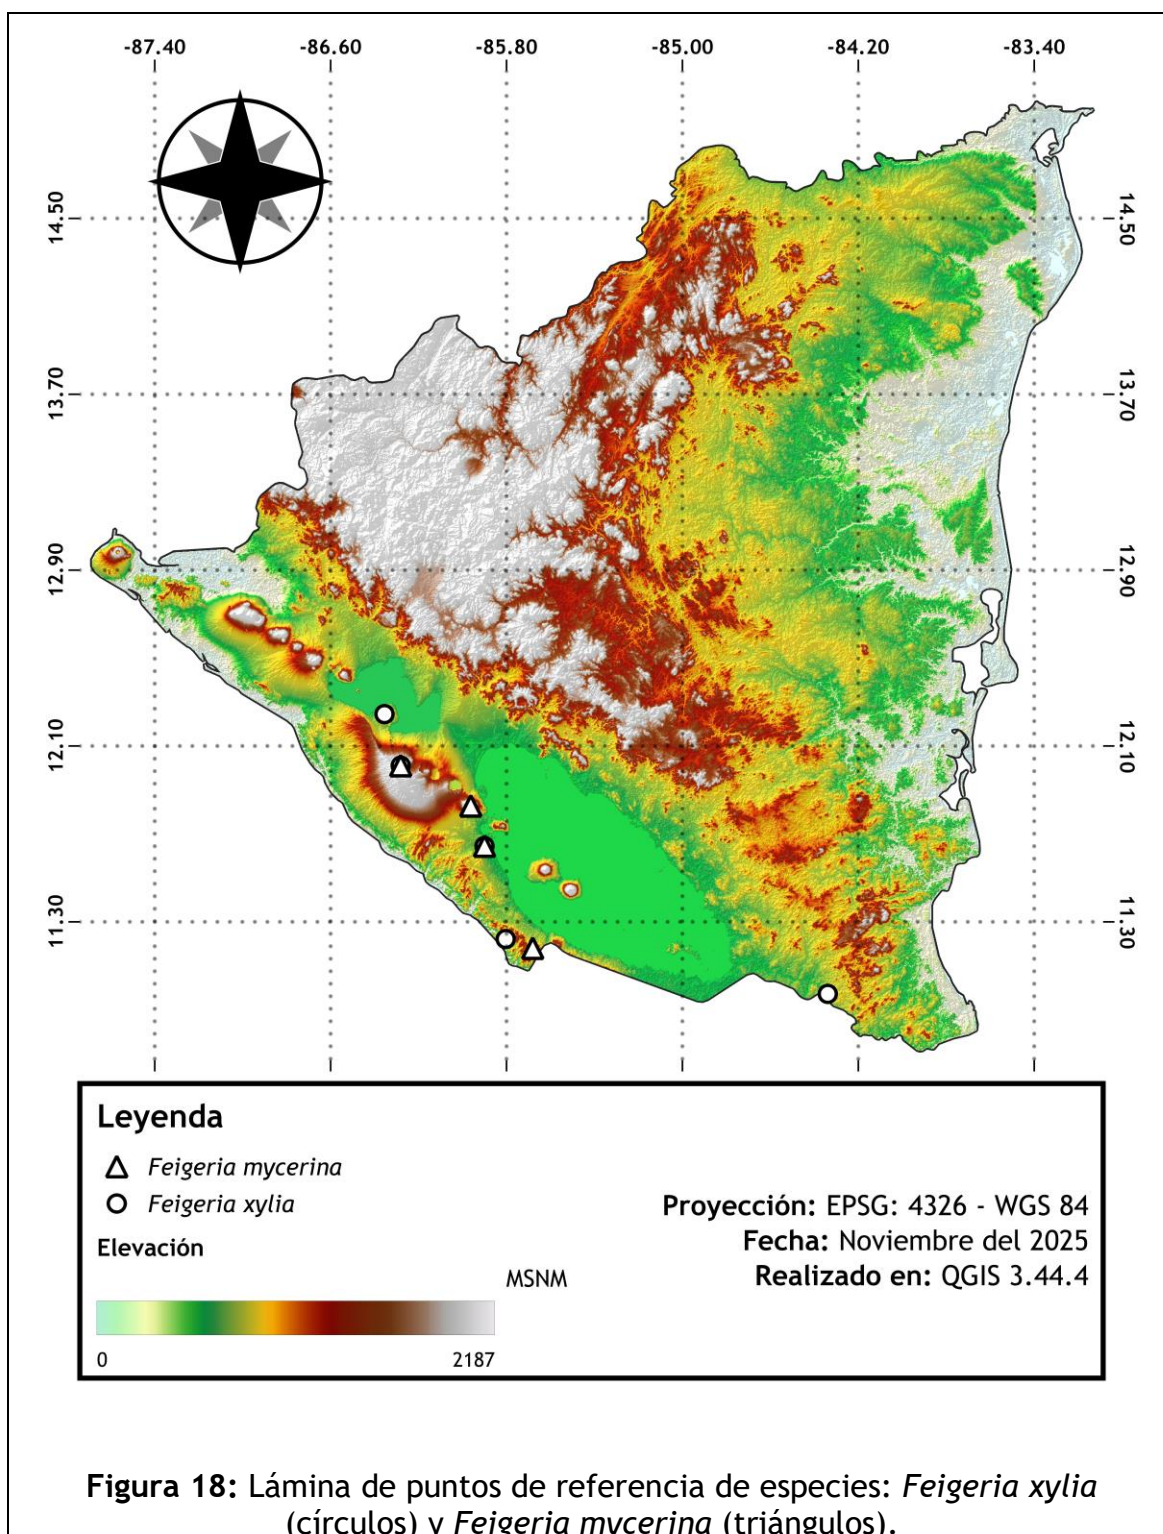 -87.40 -86.60 -85.80 -85.00 -84.20 -83.40
14.50 14.50
13.70 13.70
12.90 12.90
12.10 12.10
11.30 11.30
Leyenda
Feigeria mycerina
Feigeria xylia
Elevación
MSNM
0 2187
Proyección: EPSG: 4326 - WGS 84
Fecha: Noviembre del 2025
Realizado en: QGIS 3.44.4
Figura 18: Lámina de puntos de referencia de especies: Feigeria xylia
(círculos) y Feigeria mycerina (triángulos).